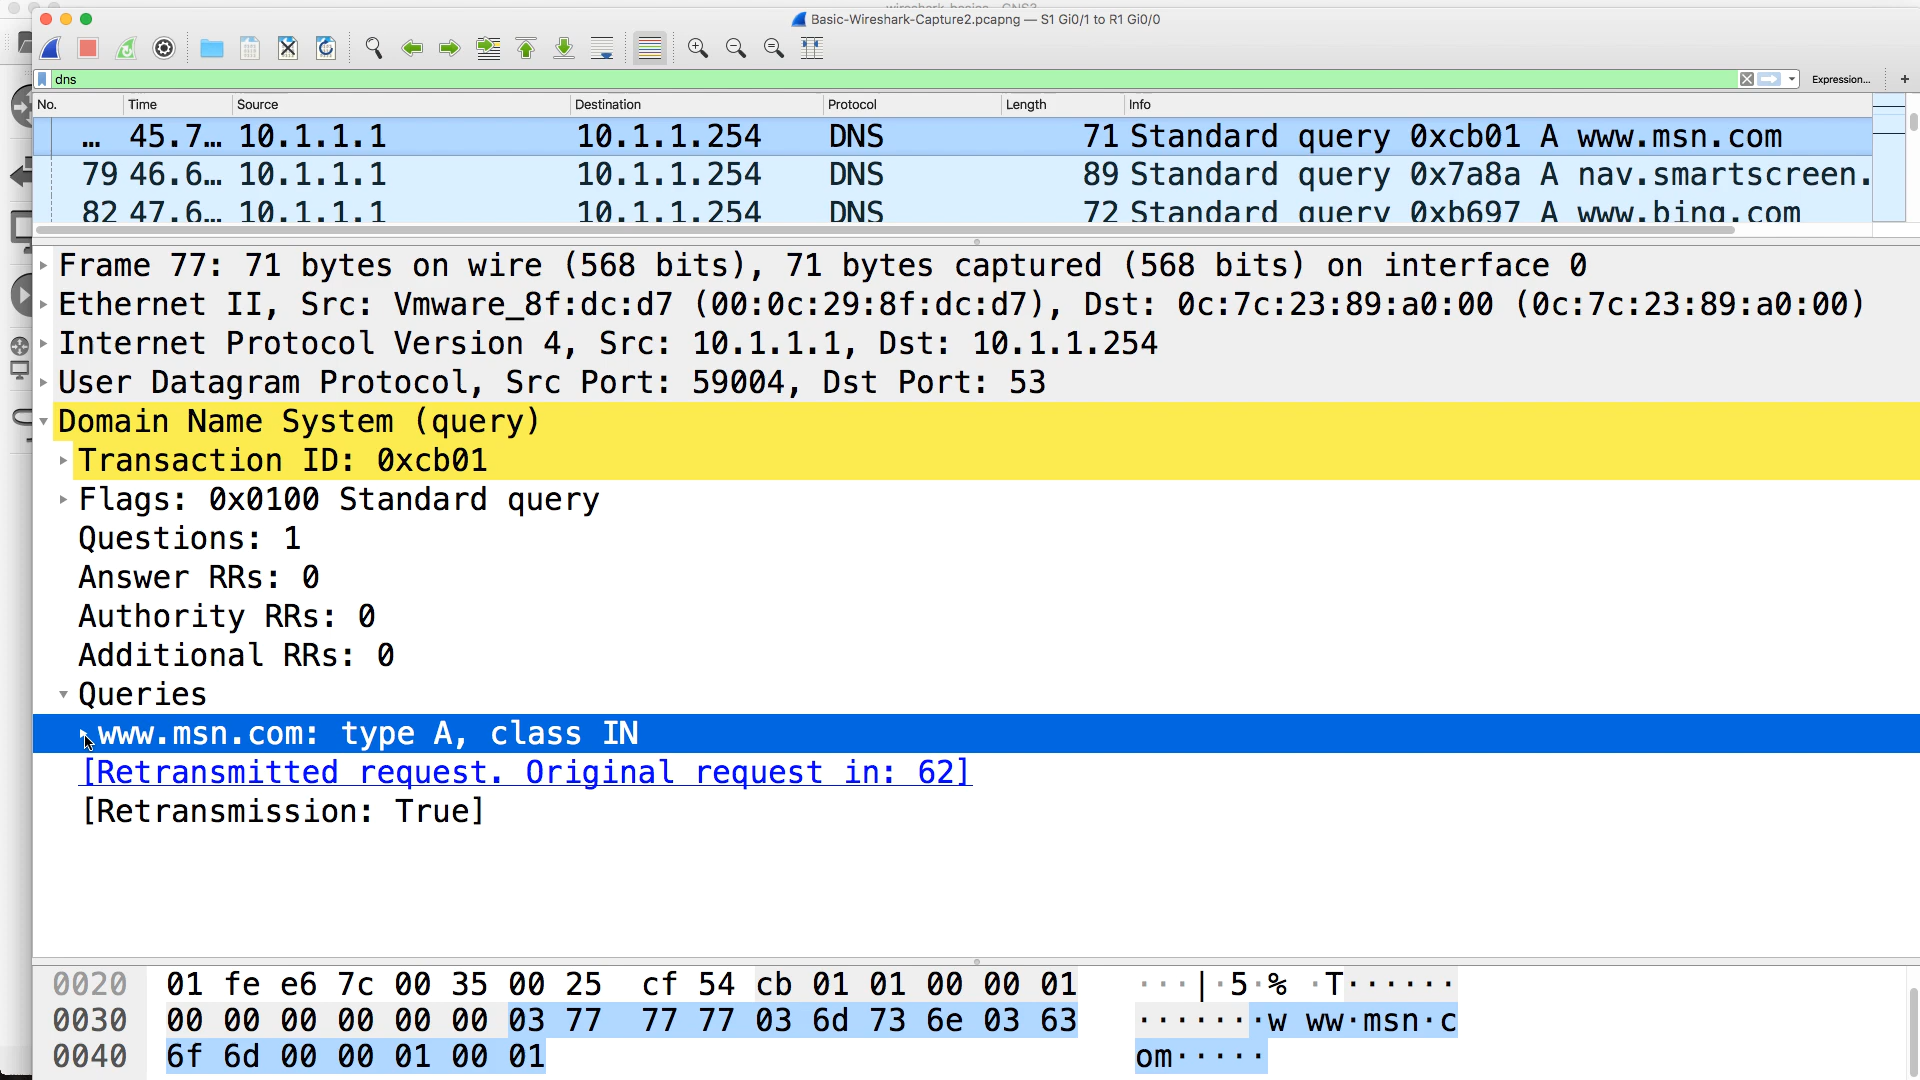 Basic-Wireshark-Capture2.pcapng — S1 Gi0/1 to R1 Gi0/0
dns
Expression...
+
No. Time Source Destination Protocol Length Info
... 45.7... 10.1.1.1 10.1.1.254 DNS 71 Standard query 0xcb01 A www.msn.com
79 46.6... 10.1.1.1 10.1.1.254 DNS 89 Standard query 0x7a8a A nav.smartscreen.
82 47.6... 10.1.1.1 10.1.1.254 DNS 72 Standard query 0xb697 A www.bing.com
Frame 77: 71 bytes on wire (568 bits), 71 bytes captured (568 bits) on interface 0
Ethernet II, Src: Vmware_8f:dc:d7 (00:0c:29:8f:dc:d7), Dst: 0c:7c:23:89:a0:00 (0c:7c:23:89:a0:00)
Internet Protocol Version 4, Src: 10.1.1.1, Dst: 10.1.1.254
User Datagram Protocol, Src Port: 59004, Dst Port: 53
Domain Name System (query)
Transaction ID: 0xcb01
Flags: 0x0100 Standard query
Questions: 1
Answer RRs: 0
Authority RRs: 0
Additional RRs: 0
Queries
www.msn.com: type A, class IN
[Retransmitted request. Original request in: 62]
[Retransmission: True]
0020 01 fe e6 7c 00 35 00 25 cf 54 cb 01 01 00 00 01 ···|·5·% ·T······
0030 00 00 00 00 00 00 03 77 77 77 03 6d 73 6e 03 63 ·······w ww·msn·c
0040 6f 6d 00 00 01 00 01 om·····